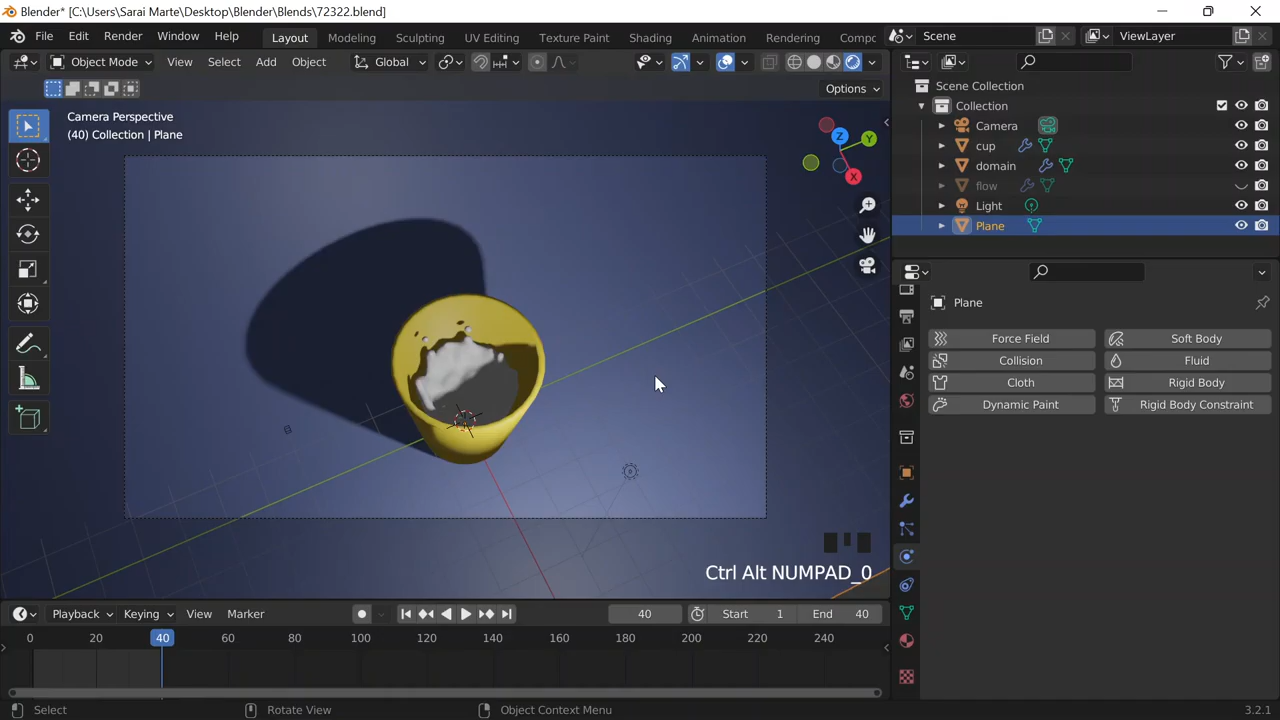 Blender* [C:\Users\Sarai Marte\Desktop\Blender\Blends\72322.blend]
File Edit Render Window Help Layout Modeling Sculpting UV Editing Texture Paint Shading Animation Rendering Compc Scene ViewLayer
Object Mode View Select Add Object Global
Options
Camera Perspective
(40) Collection | Plane
Z
Y
X
Ctrl Alt NUMPAD_0
Scene Collection
Collection
Camera
cup
domain
flow
Light
Plane
Plane
Force Field Soft Body
Collision Fluid
Cloth Rigid Body
Dynamic Paint Rigid Body Constraint
Playback Keying View Marker 40 Start 1 End 40
0 20 40 60 80 100 120 140 160 180 200 220 240
Select Rotate View Object Context Menu 3.2.1